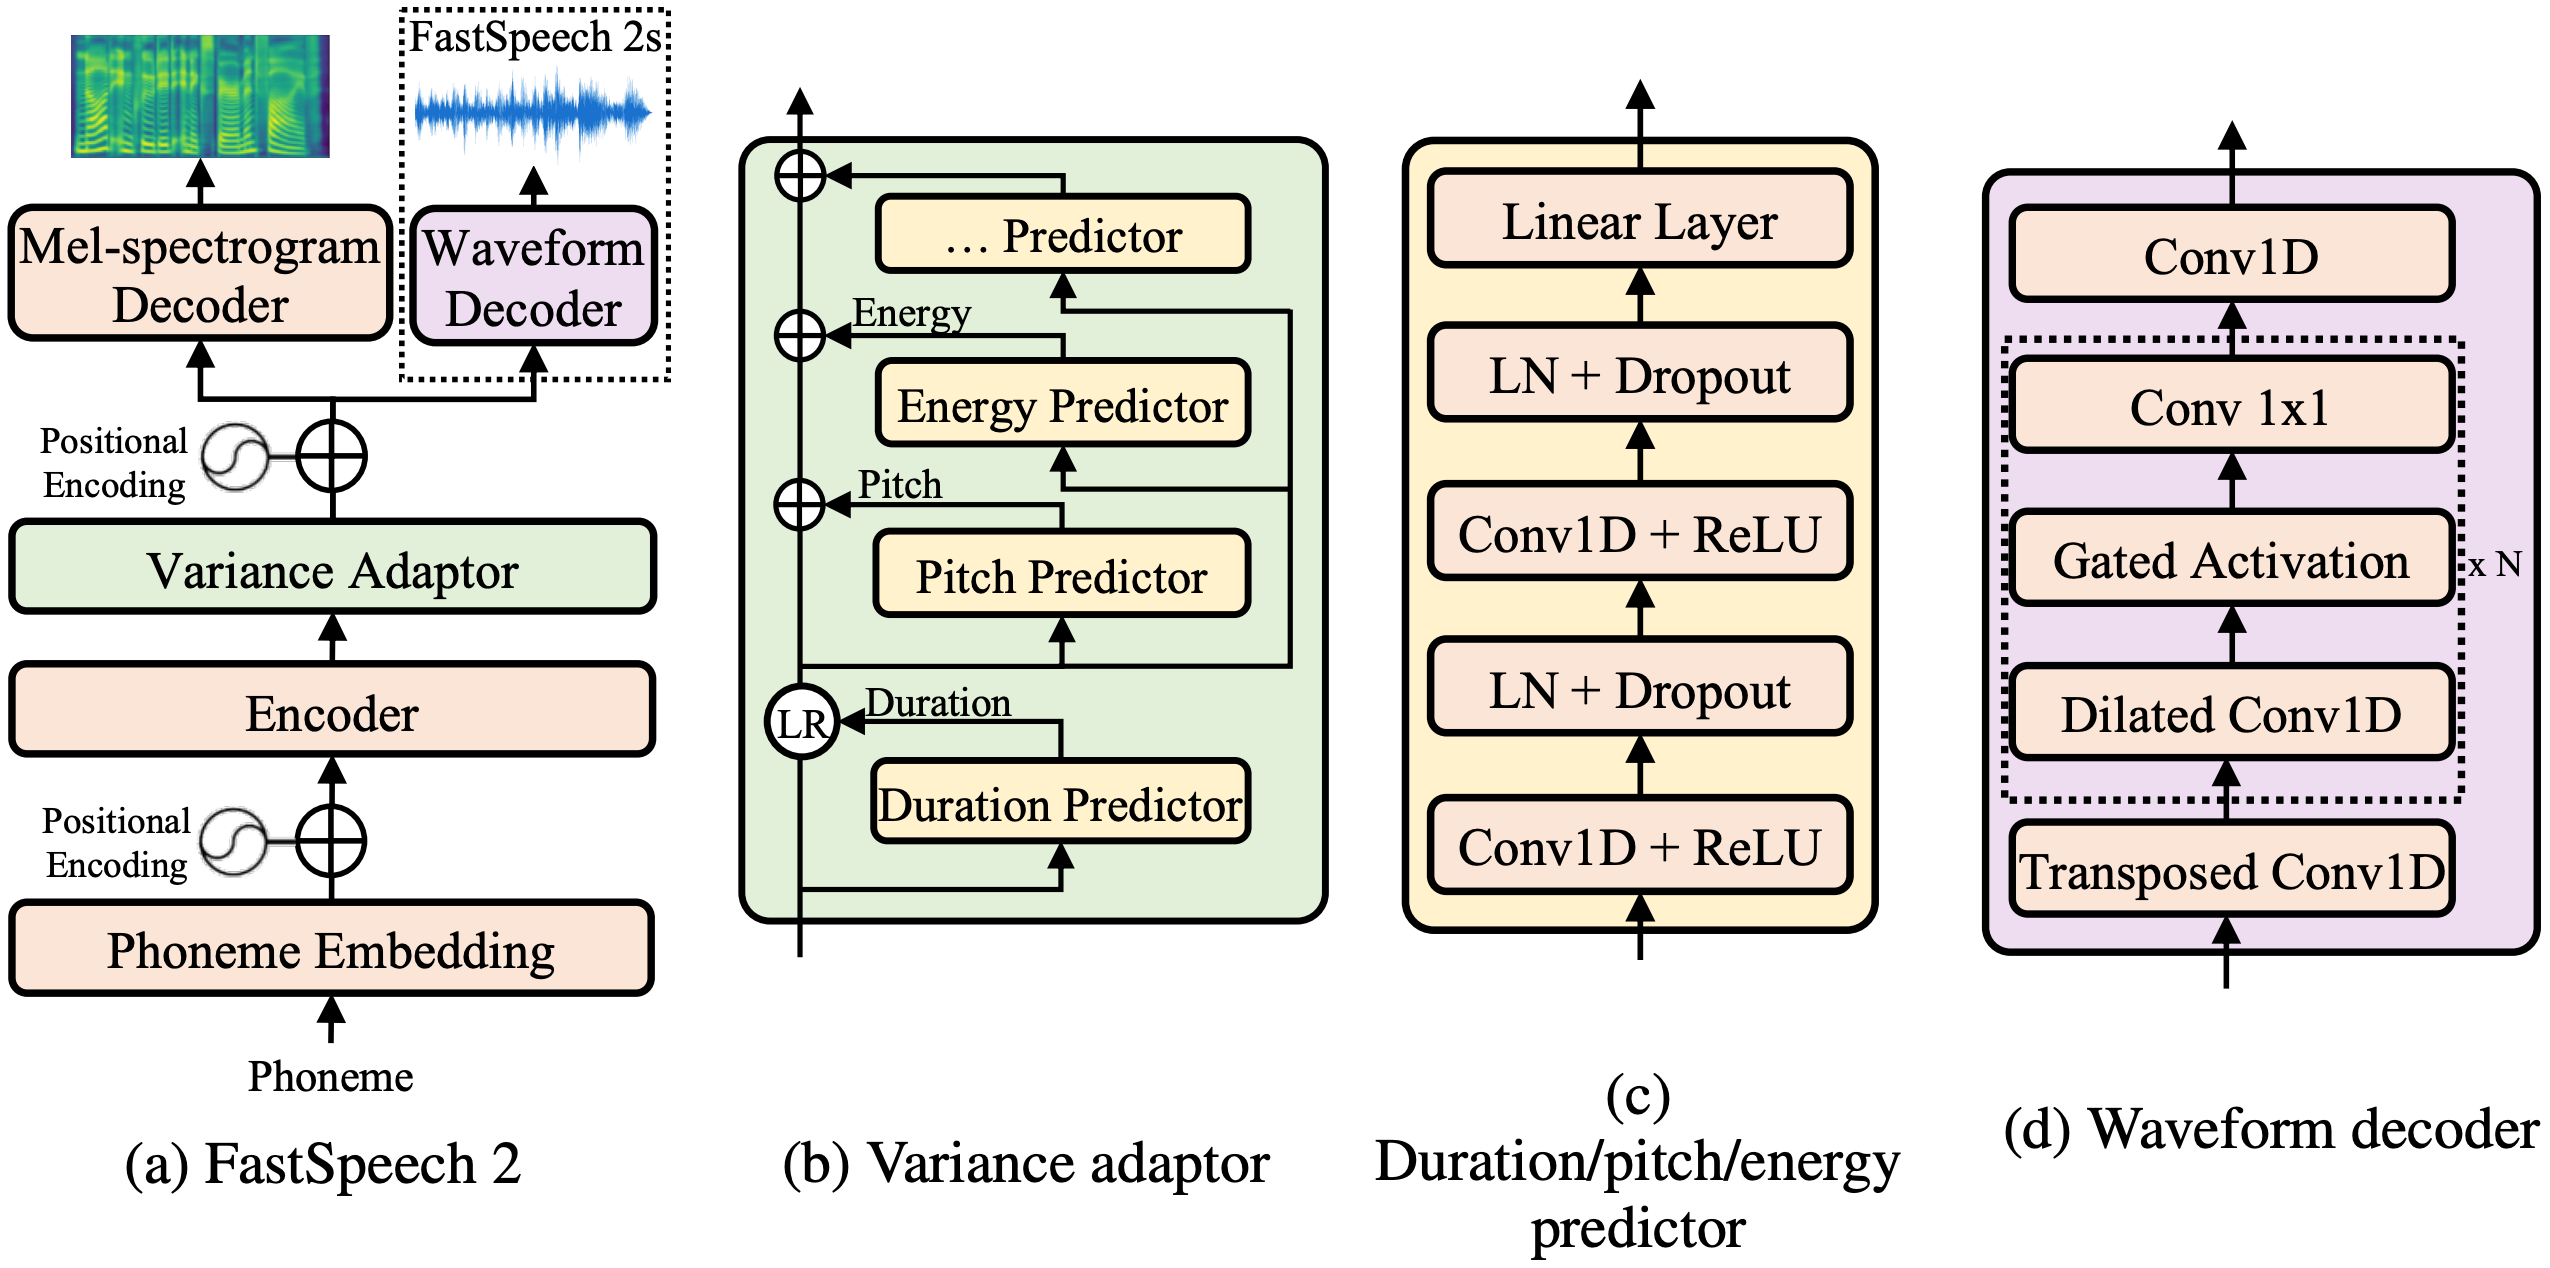 FastSpeech 2s
Mel-spectrogram
Decoder
Waveform
Decoder
Positional
Encoding
Variance Adaptor
Encoder
Positional
Encoding
Phoneme Embedding
Phoneme
(a) FastSpeech 2
… Predictor
Energy
Energy Predictor
Pitch
Pitch Predictor
LR
Duration
Duration Predictor
(b) Variance adaptor
Linear Layer
LN + Dropout
Conv1D + ReLU
LN + Dropout
Conv1D + ReLU
(c)
Duration/pitch/energy
predictor
Conv1D
Conv 1x1
Gated Activation
x N
Dilated Conv1D
Transposed Conv1D
(d) Waveform decoder